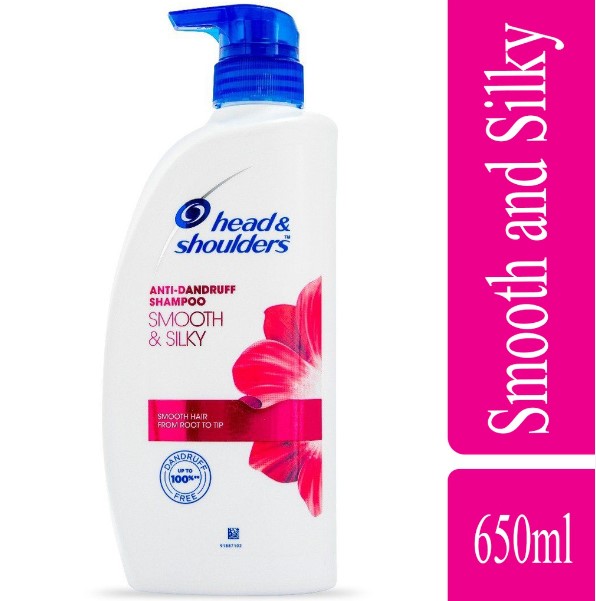 head &
shoulders™
ANTI-DANDRUFF
SHAMPOO
SMOOTH
& SILKY
SMOOTH HAIR
FROM ROOT TO TIP
DANDRUFF
UP TO
100%**
FREE
Smooth and Silky
650ml